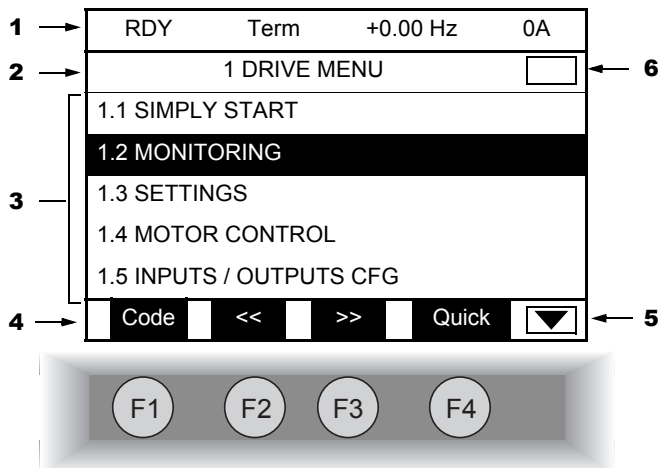 1 RDY Term +0.00 Hz 0A
2 1 DRIVE MENU 6
1.1 SIMPLY START
1.2 MONITORING
3 1.3 SETTINGS
1.4 MOTOR CONTROL
1.5 INPUTS / OUTPUTS CFG
4 Code << >> Quick 5
F1 F2 F3 F4